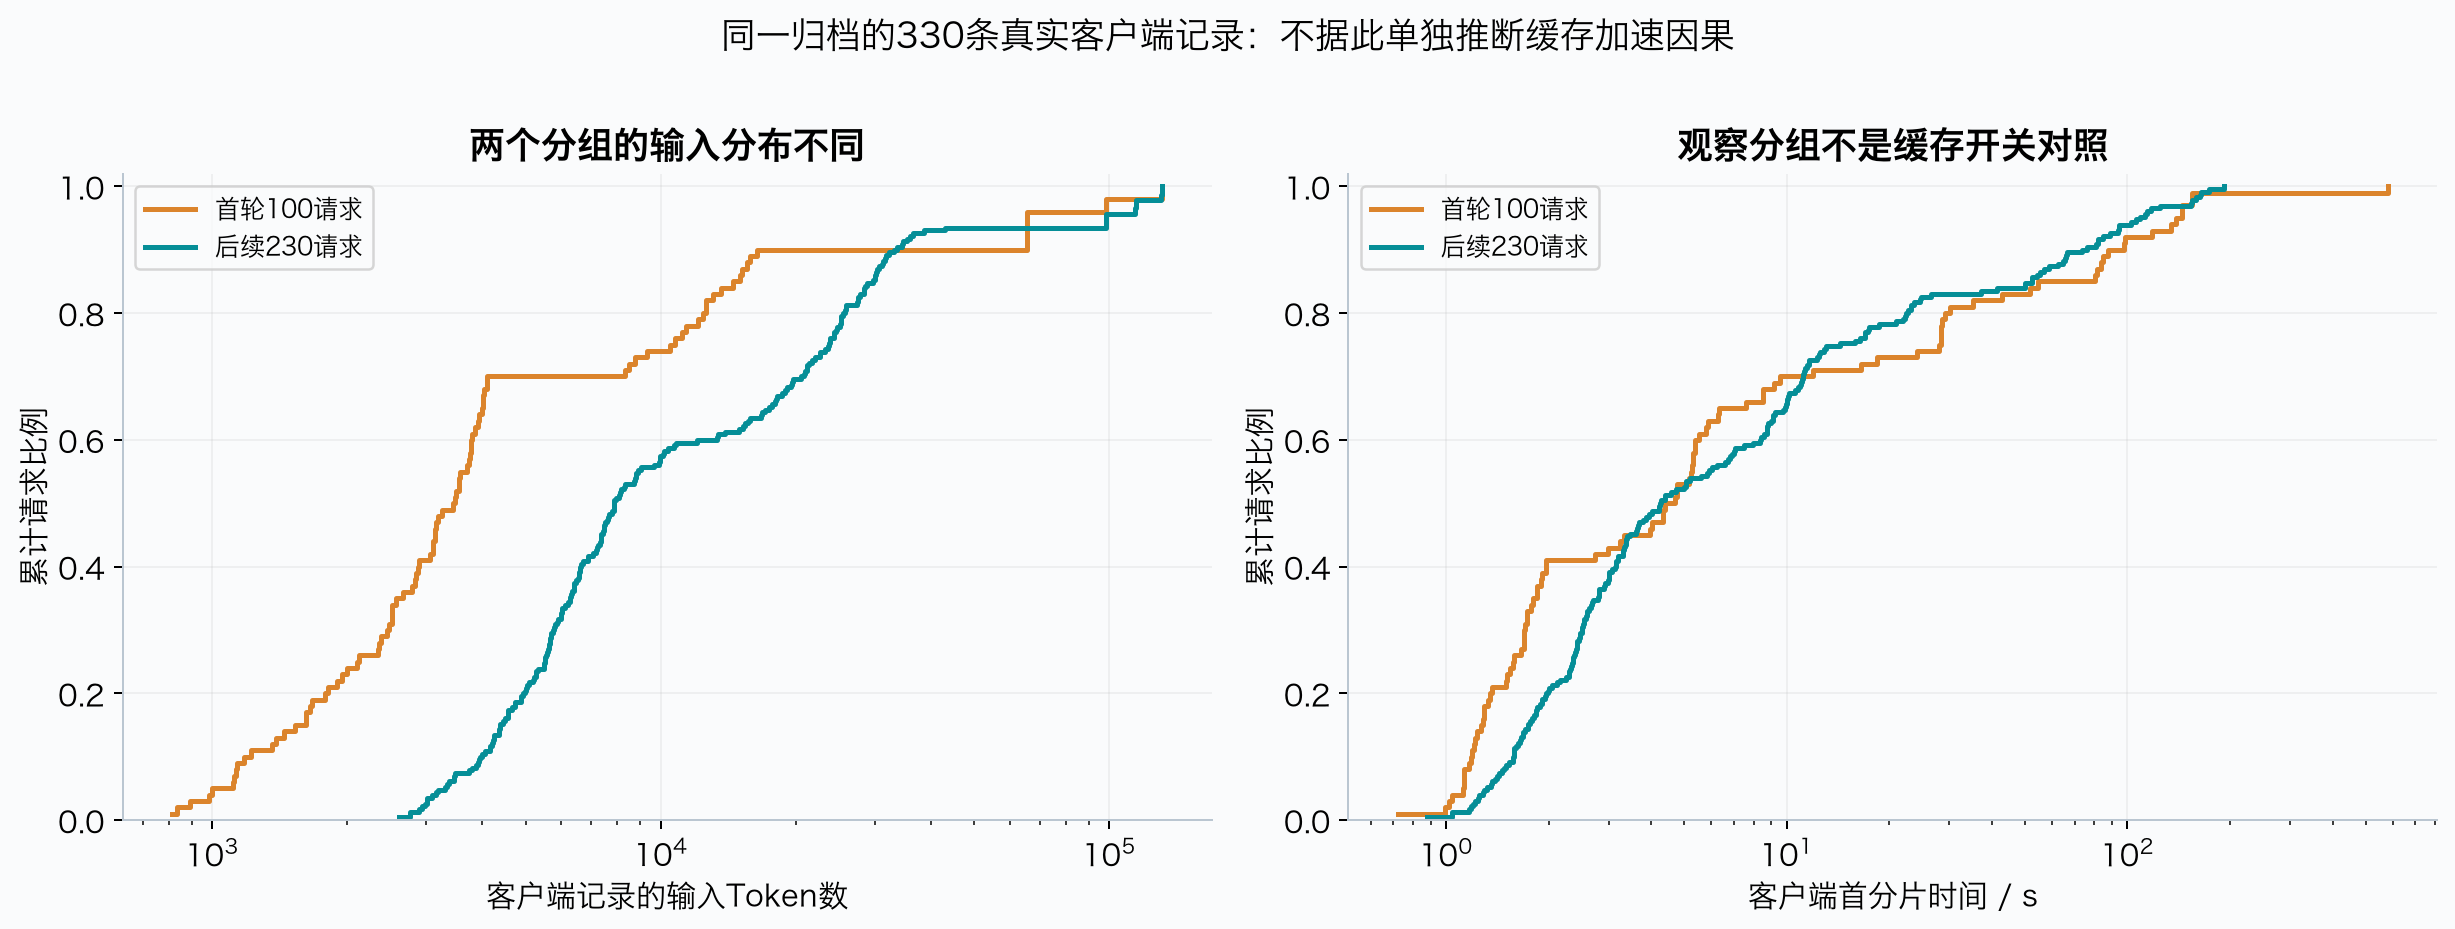 同一归档的330条真实客户端记录：不据此单独推断缓存加速因果
两个分组的输入分布不同
首轮100请求
后续230请求
累计请求比例
1.0
0.8
0.6
0.4
0.2
0.0
10³
10⁴
10⁵
客户端记录的输入Token数
观察分组不是缓存开关对照
首轮100请求
后续230请求
累计请求比例
1.0
0.8
0.6
0.4
0.2
0.0
10⁰
10¹
10²
客户端首分片时间 / s